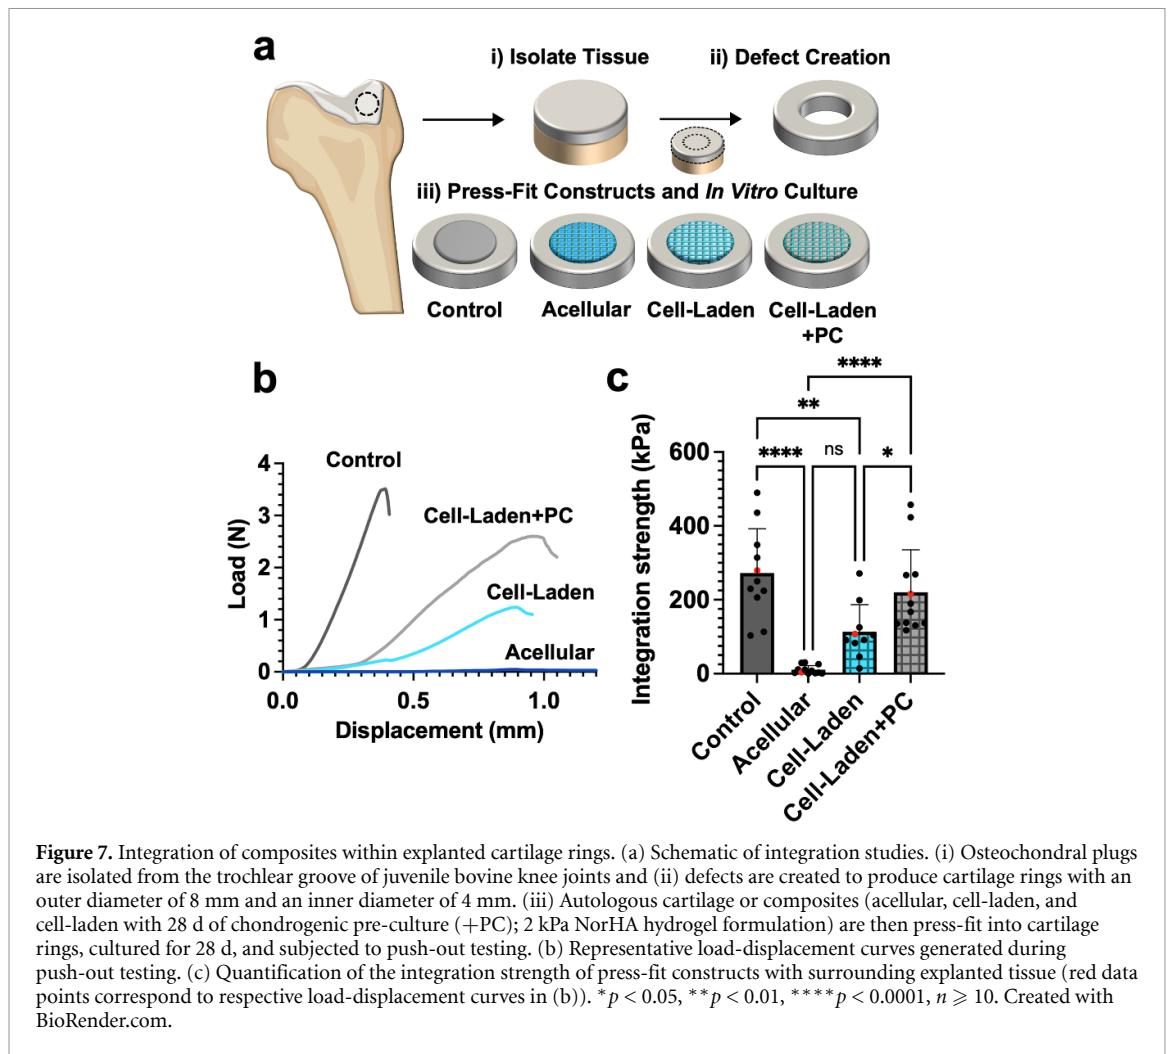 a
i) Isolate Tissue
ii) Defect Creation
iii) Press-Fit Constructs and In Vitro Culture
Control
Acellular
Cell-Laden
Cell-Laden
+PC
b
Load (N)
4
3
2
1
0
0.0
0.5
1.0
Displacement (mm)
Control
Cell-Laden+PC
Cell-Laden
Acellular
c
Integration strength (kPa)
600
400
200
0
****
**
****
ns
*
Control
Acellular
Cell-Laden
Cell-Laden+PC
Figure 7. Integration of composites within explanted cartilage rings. (a) Schematic of integration studies. (i) Osteochondral plugs
are isolated from the trochlear groove of juvenile bovine knee joints and (ii) defects are created to produce cartilage rings with an
outer diameter of 8 mm and an inner diameter of 4 mm. (iii) Autologous cartilage or composites (acellular, cell-laden, and
cell-laden with 28 d of chondrogenic pre-culture (+PC); 2 kPa NorHA hydrogel formulation) are then press-fit into cartilage
rings, cultured for 28 d, and subjected to push-out testing. (b) Representative load-displacement curves generated during
push-out testing. (c) Quantification of the integration strength of press-fit constructs with surrounding explanted tissue (red data
points correspond to respective load-displacement curves in (b)). *p < 0.05, **p < 0.01, ****p < 0.0001, n ⩾ 10. Created with
BioRender.com.